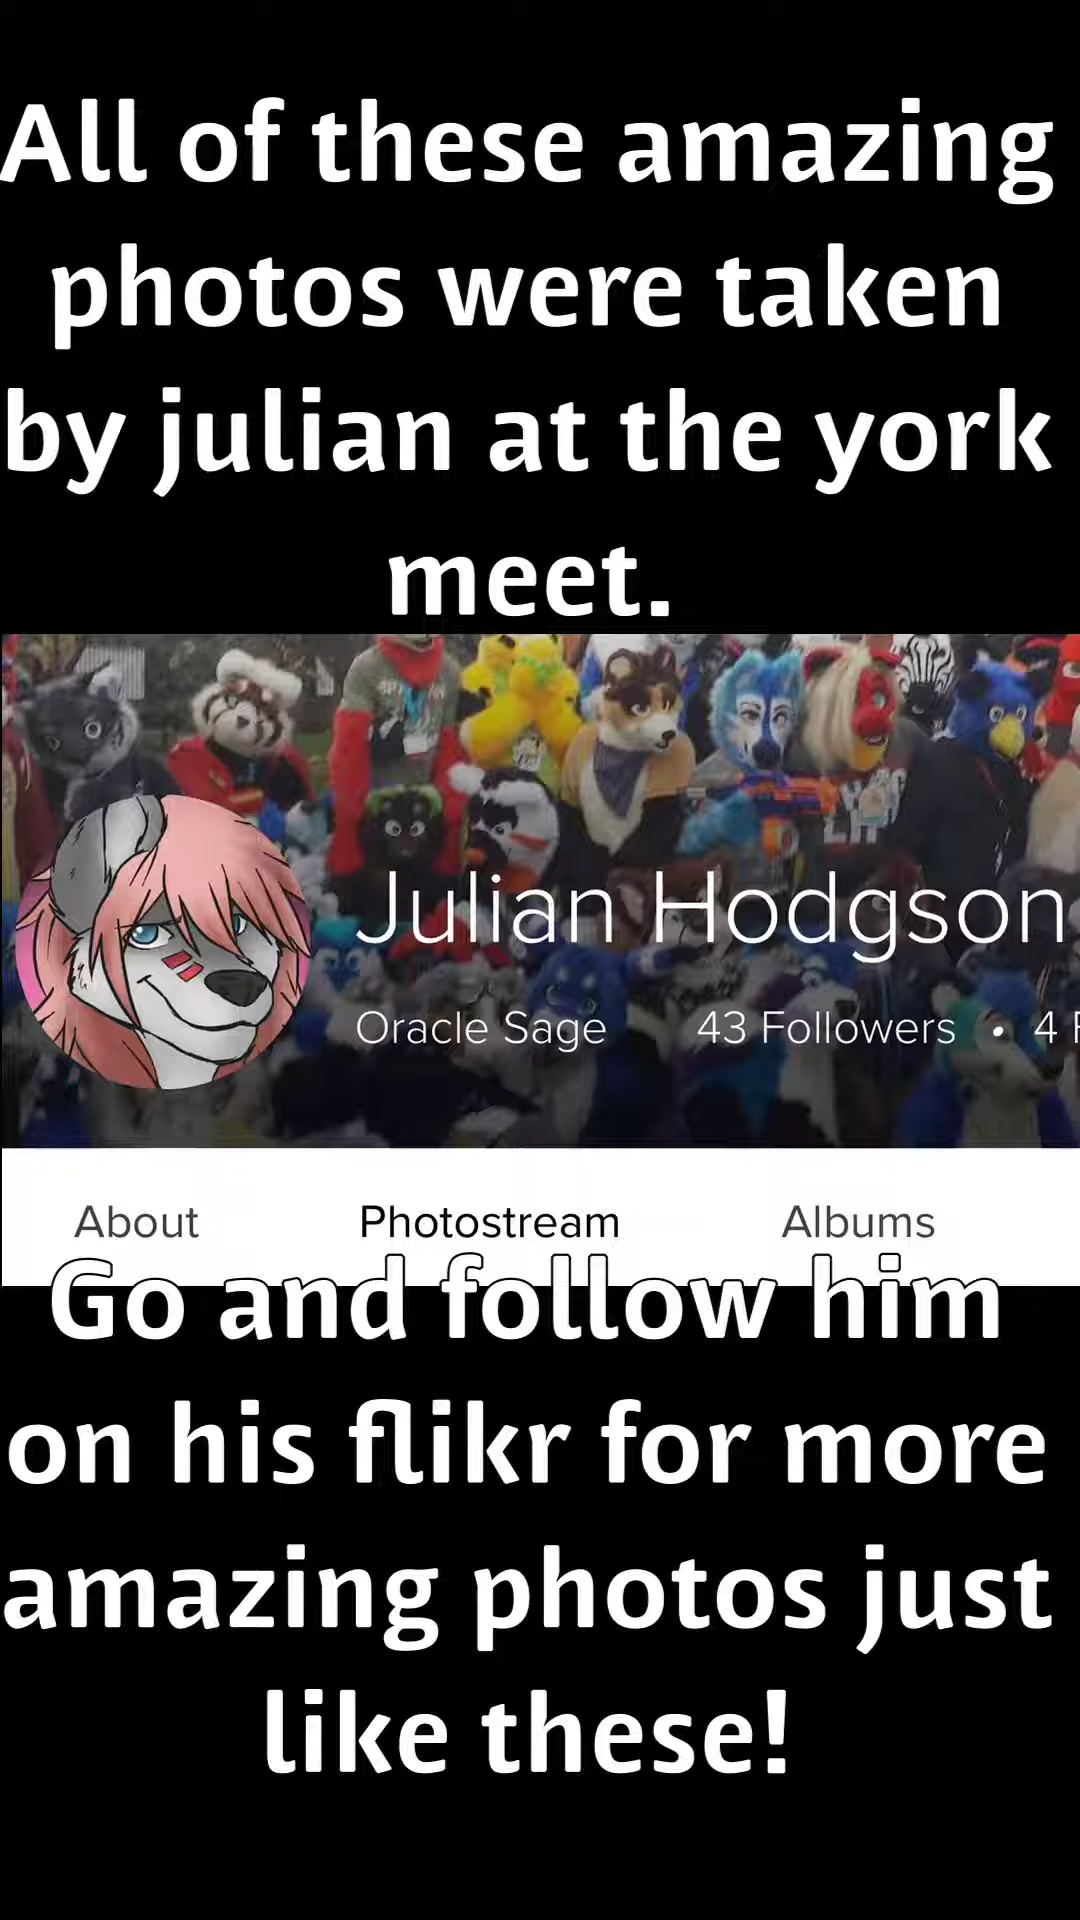 All of these amazing
photos were taken
by julian at the york
meet.
Julian Hodgson
Oracle Sage 43 Followers • 4
About Photostream Albums
Go and follow him
on his flikr for more
amazing photos just
like these!